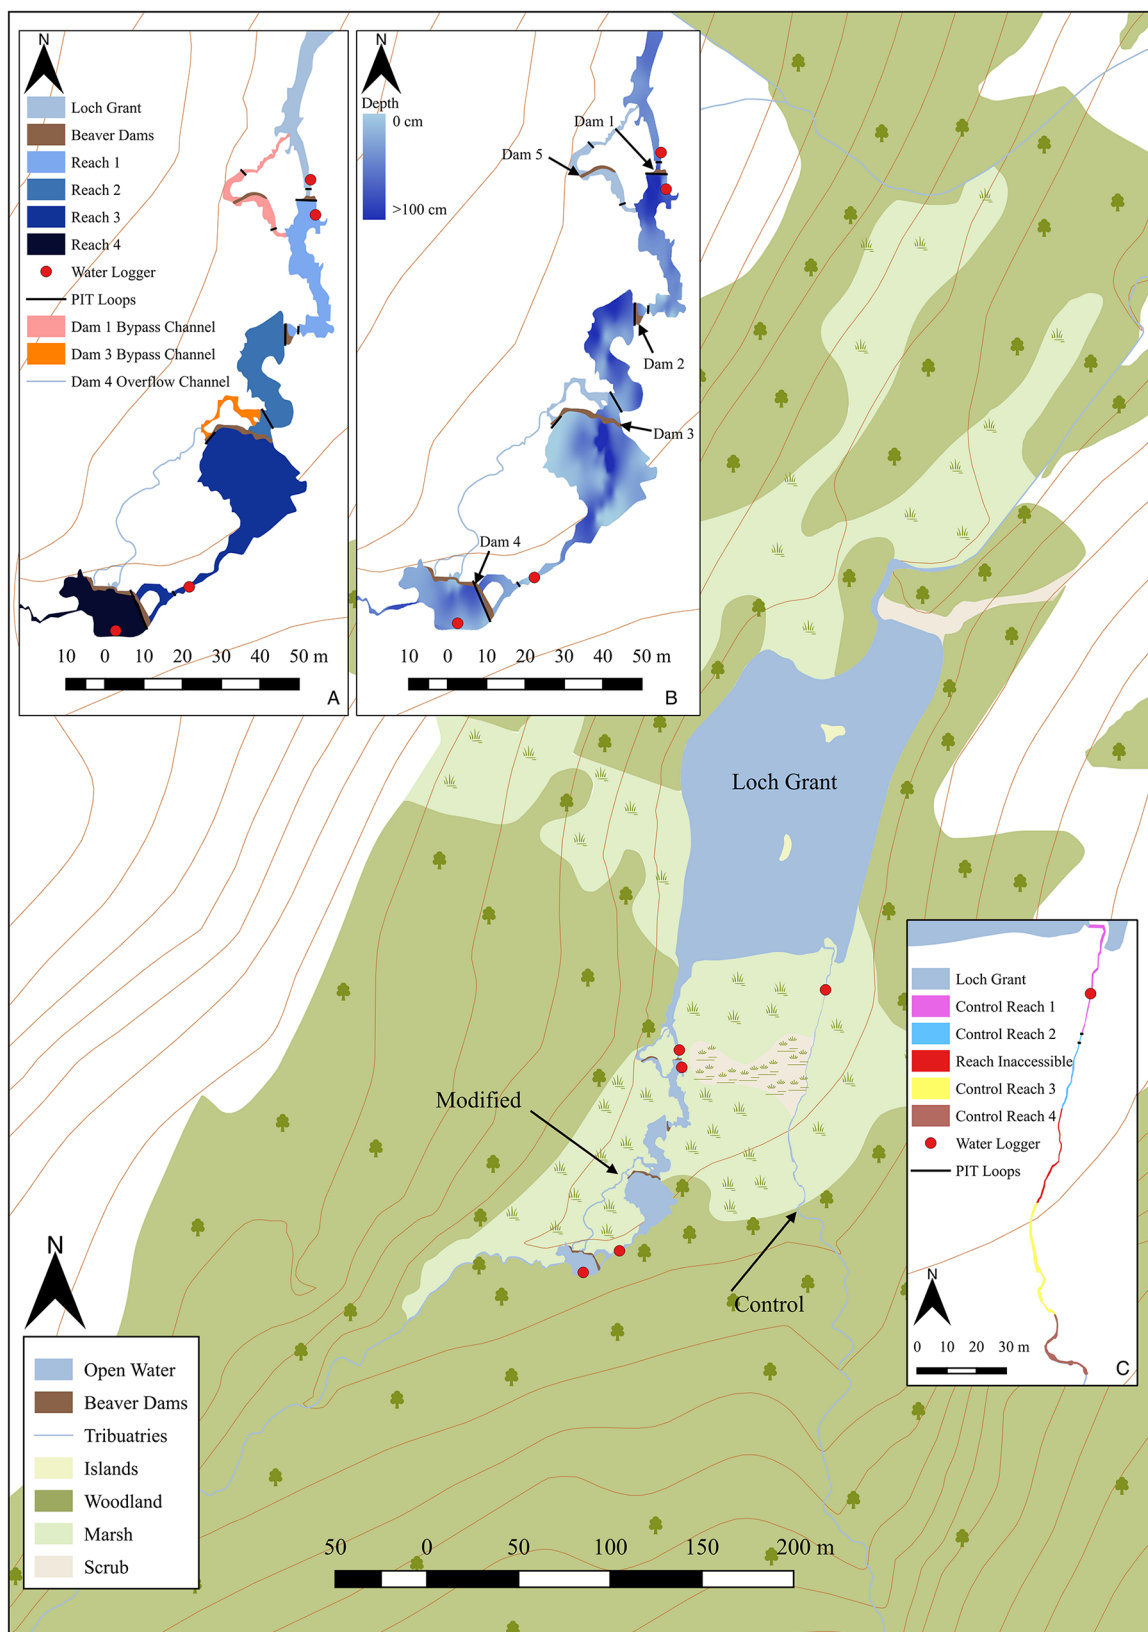 N
Loch Grant
Beaver Dams
Reach 1
Reach 2
Reach 3
Reach 4
Water Logger
PIT Loops
Dam 1 Bypass Channel
Dam 3 Bypass Channel
Dam 4 Overflow Channel
10 0 10 20 30 40 50 m
A
N
Depth
0 cm
>100 cm
Dam 1
Dam 5
Dam 2
Dam 3
Dam 4
10 0 10 20 30 40 50 m
B
Loch Grant
Modified
Control
Loch Grant
Control Reach 1
Control Reach 2
Reach Inaccessible
Control Reach 3
Control Reach 4
Water Logger
PIT Loops
N
0 10 20 30 m
C
N
Open Water
Beaver Dams
Tribuatries
Islands
Woodland
Marsh
Scrub
50 0 50 100 150 200 m